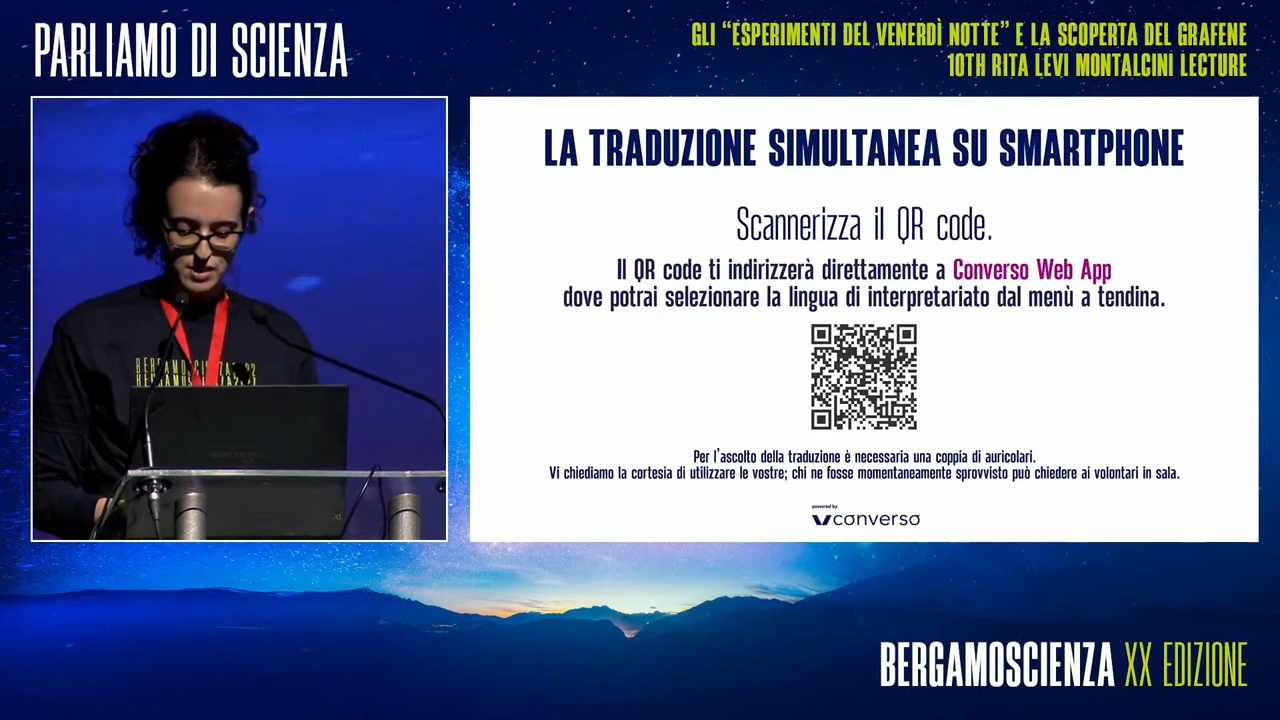 PARLIAMO DI SCIENZA
GLI “ESPERIMENTI DEL VENERDÌ NOTTE” E LA SCOPERTA DEL GRAFENE
10TH RITA LEVI MONTALCINI LECTURE
LA TRADUZIONE SIMULTANEA SU SMARTPHONE
Scannerizza il QR code.
Il QR code ti indirizzerà direttamente a Converso Web App
dove potrai selezionare la lingua di interpretariato dal menù a tendina.
Per l’ascolto della traduzione è necessaria una coppia di auricolari.
Vi chiediamo la cortesia di utilizzare le vostre; chi ne fosse momentaneamente sprovvisto può chiedere ai volontari in sala.
powered by
converso
BERGAMOSCIENZA XX EDIZIONE